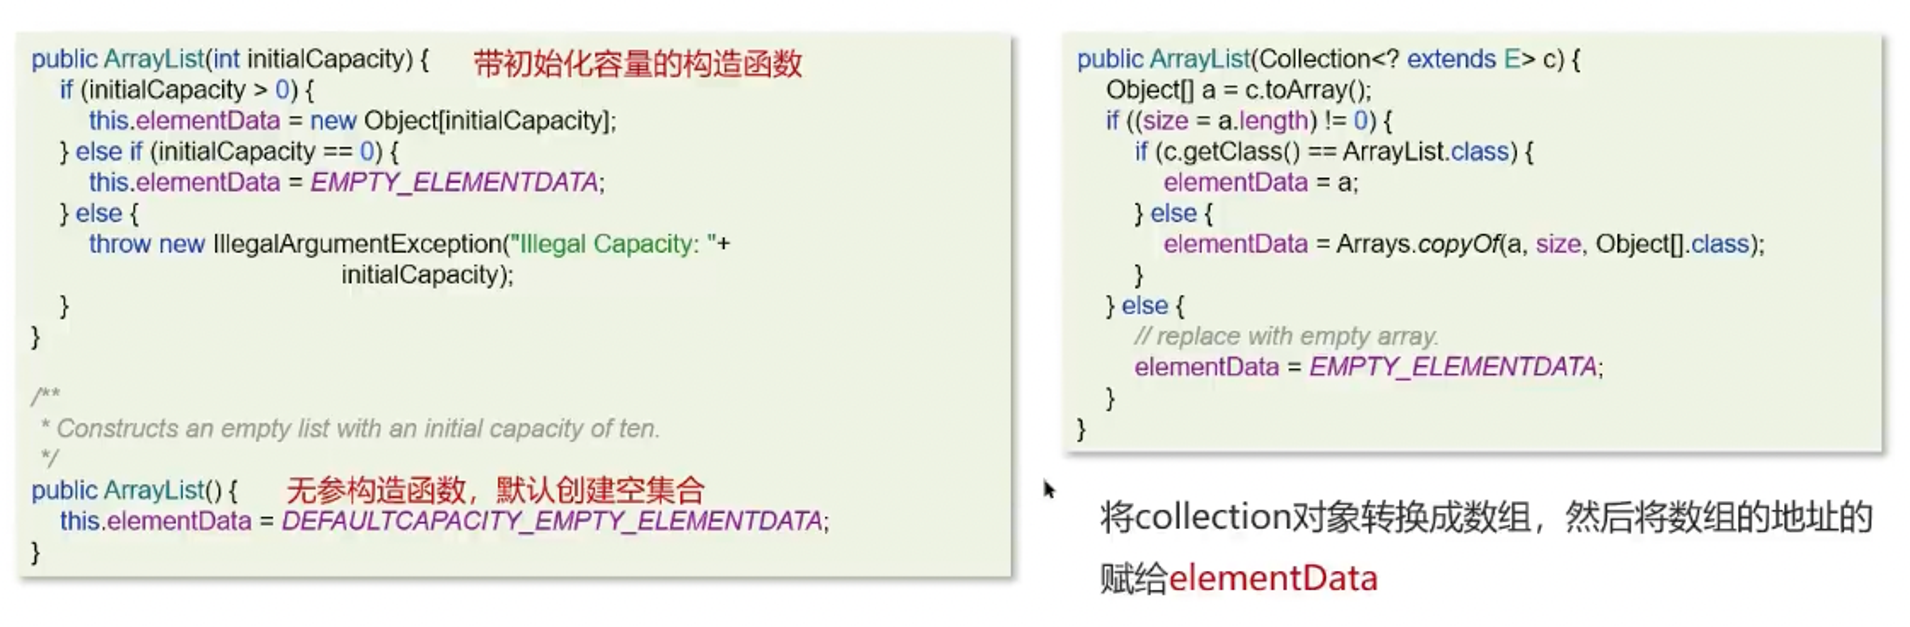 public ArrayList(int initialCapacity) { 带初始化容量的构造函数
if (initialCapacity > 0) {
this.elementData = new Object[initialCapacity];
} else if (initialCapacity == 0) {
this.elementData = EMPTY_ELEMENTDATA;
} else {
throw new IllegalArgumentException("Illegal Capacity: "+
initialCapacity);
}
}
/**
* Constructs an empty list with an initial capacity of ten.
*/
public ArrayList() { 无参构造函数，默认创建空集合
this.elementData = DEFAULTCAPACITY_EMPTY_ELEMENTDATA;
}
public ArrayList(Collection<? extends E> c) {
Object[] a = c.toArray();
if ((size = a.length) != 0) {
if (c.getClass() == ArrayList.class) {
elementData = a;
} else {
elementData = Arrays.copyOf(a, size, Object[].class);
}
} else {
// replace with empty array.
elementData = EMPTY_ELEMENTDATA;
}
}
将collection对象转换成数组，然后将数组的地址的
赋给elementData